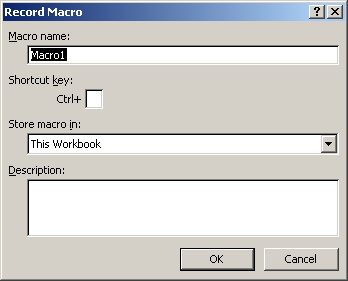 Record Macro
Macro name:
Macro1
Shortcut key:
Ctrl+
Store macro in:
This Workbook
Description:
OK Cancel